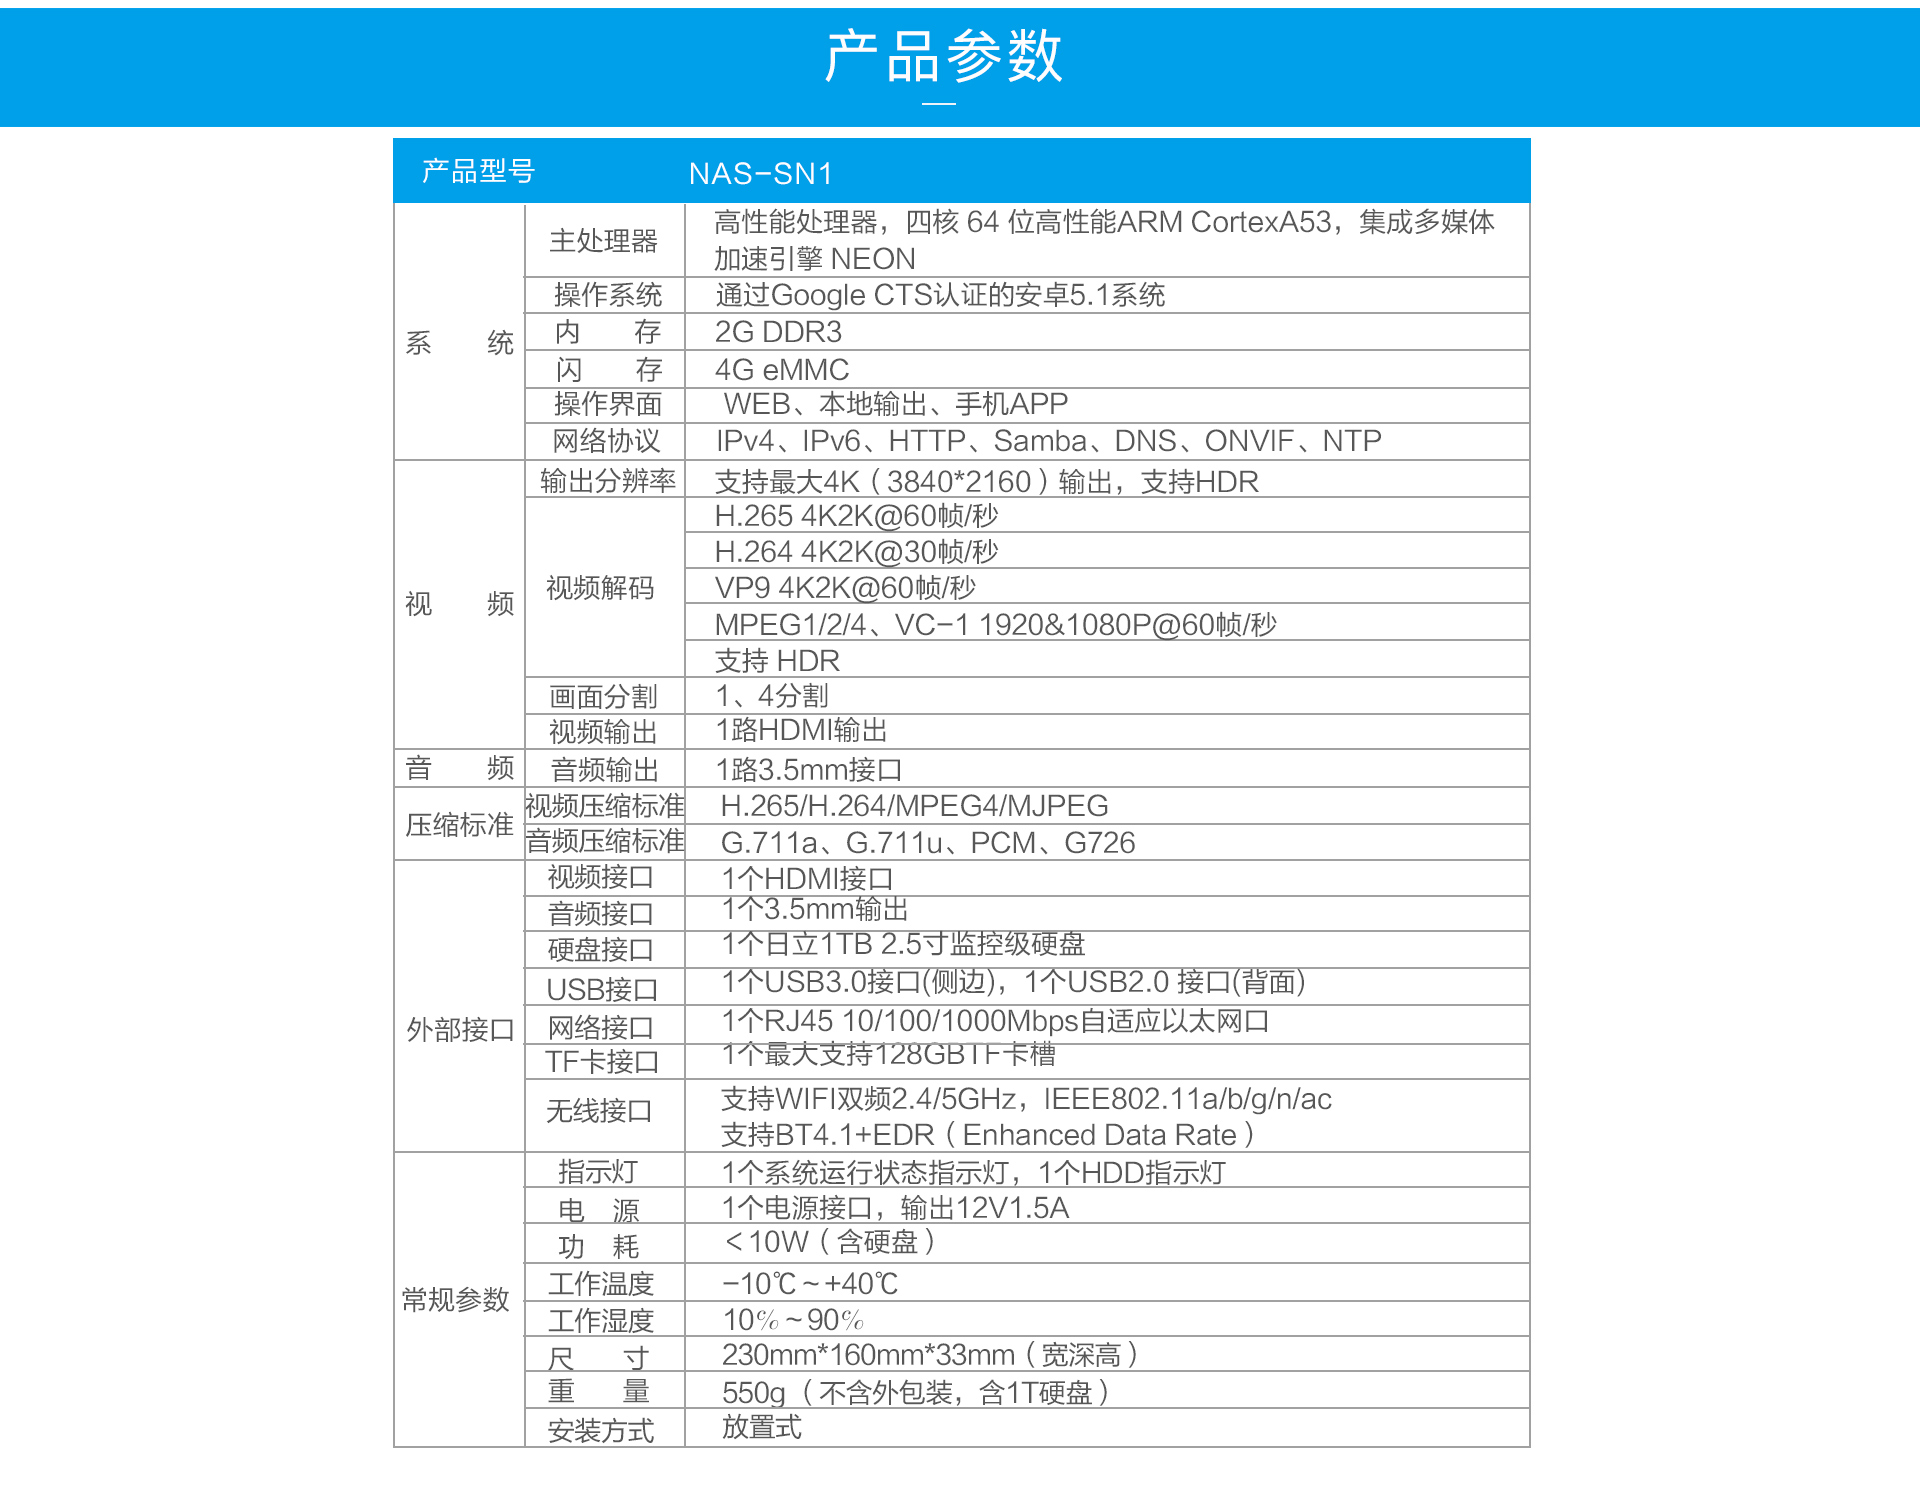 产品参数
产品型号 NAS-SN1
系 统
主处理器 高性能处理器，四核 64 位高性能ARM CortexA53，集成多媒体
加速引擎 NEON
操作系统 通过Google CTS认证的安卓5.1系统
内 存 2G DDR3
闪 存 4G eMMC
操作界面 WEB、本地输出、手机APP
网络协议 IPv4、IPv6、HTTP、Samba、DNS、ONVIF、NTP
视 频
输出分辨率 支持最大4K（3840*2160）输出，支持HDR
视频解码
H.265 4K2K@60帧/秒
H.264 4K2K@30帧/秒
VP9 4K2K@60帧/秒
MPEG1/2/4、VC-1 1920&1080P@60帧/秒
支持 HDR
画面分割 1、4分割
视频输出 1路HDMI输出
音 频 音频输出 1路3.5mm接口
压缩标准
视频压缩标准 H.265/H.264/MPEG4/MJPEG
音频压缩标准 G.711a、G.711u、PCM、G726
外部接口
视频接口 1个HDMI接口
音频接口 1个3.5mm输出
硬盘接口 1个日立1TB 2.5寸监控级硬盘
USB接口 1个USB3.0接口(侧边)，1个USB2.0 接口(背面)
网络接口 1个RJ45 10/100/1000Mbps自适应以太网口
TF卡接口 1个最大支持128GBTF卡槽
无线接口 支持WIFI双频2.4/5GHz，IEEE802.11a/b/g/n/ac
支持BT4.1+EDR（Enhanced Data Rate）
常规参数
指示灯 1个系统运行状态指示灯，1个HDD指示灯
电 源 1个电源接口，输出12V1.5A
功 耗 ＜10W（含硬盘）
工作温度 -10℃～+40℃
工作湿度 10%～90%
尺 寸 230mm*160mm*33mm（宽深高）
重 量 550g（不含外包装，含1T硬盘）
安装方式 放置式